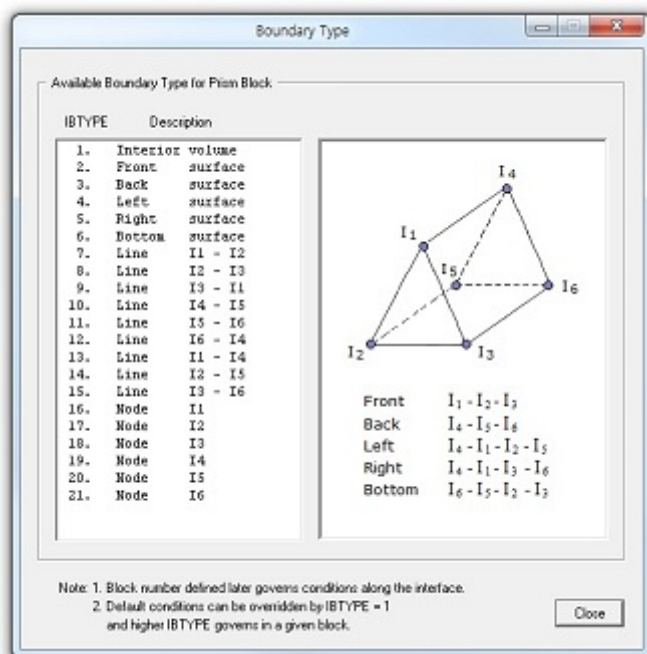 Boundary Type
Available Boundary Type for Prism Block
IBTYPE Description
1. Interior volume
2. Front surface
3. Back surface
4. Left surface
5. Right surface
6. Bottom surface
7. Line I1 - I2
8. Line I2 - I3
9. Line I3 - I1
10. Line I4 - I5
11. Line I5 - I6
12. Line I6 - I4
13. Line I1 - I4
14. Line I2 - I5
15. Line I3 - I6
16. Node I1
17. Node I2
18. Node I3
19. Node I4
20. Node I5
21. Node I6
I4
I1
I5
I6
I2
I3
Front I1 - I2 - I3
Back I4 - I5 - I6
Left I4 - I1 - I2 - I5
Right I4 - I1 - I3 - I6
Bottom I6 - I5 - I2 - I3
Note: 1. Block number defined later governs conditions along the interface.
2. Default conditions can be overridden by IBTYPE = 1
and higher IBTYPE governs in a given block.
Close